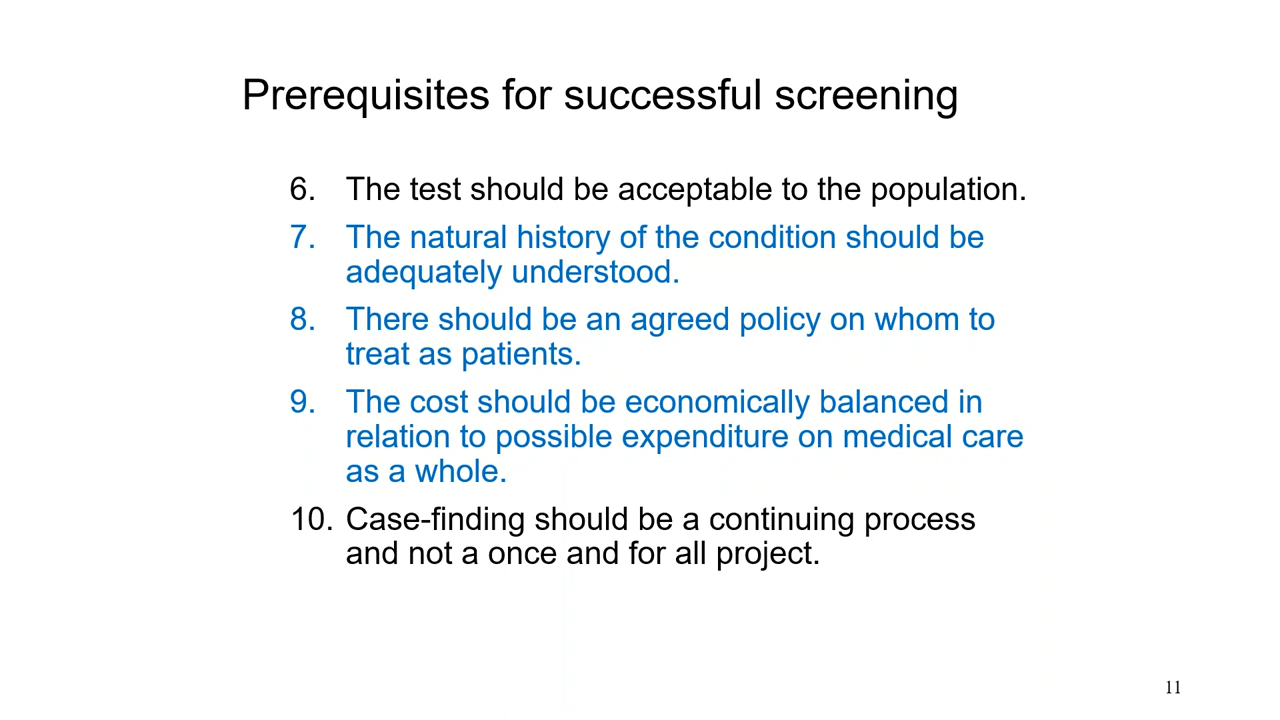 Prerequisites for successful screening
6. The test should be acceptable to the population.
7. The natural history of the condition should be
adequately understood.
8. There should be an agreed policy on whom to
treat as patients.
9. The cost should be economically balanced in
relation to possible expenditure on medical care
as a whole.
10. Case-finding should be a continuing process
and not a once and for all project.
11